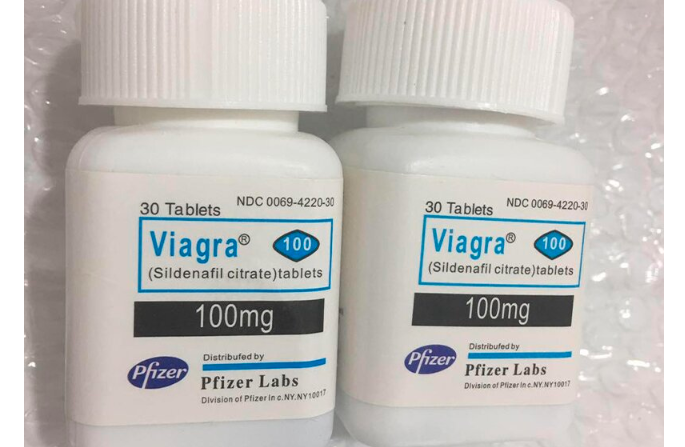 30 Tablets NDC 0069-4220-30
Viagra® 100
(Sildenafil citrate)tablets
100mg
Pfizer
Distributed by
Pfizer Labs
Division of Pfizer In c.NY.NY10017
30 Tablets NDC 0069-4220-30
Viagra® 100
(Sildenafil citrate)tablets
100mg
Pfizer
Distributed by
Pfizer Labs
Division of Pfizer In c.NY.NY10017